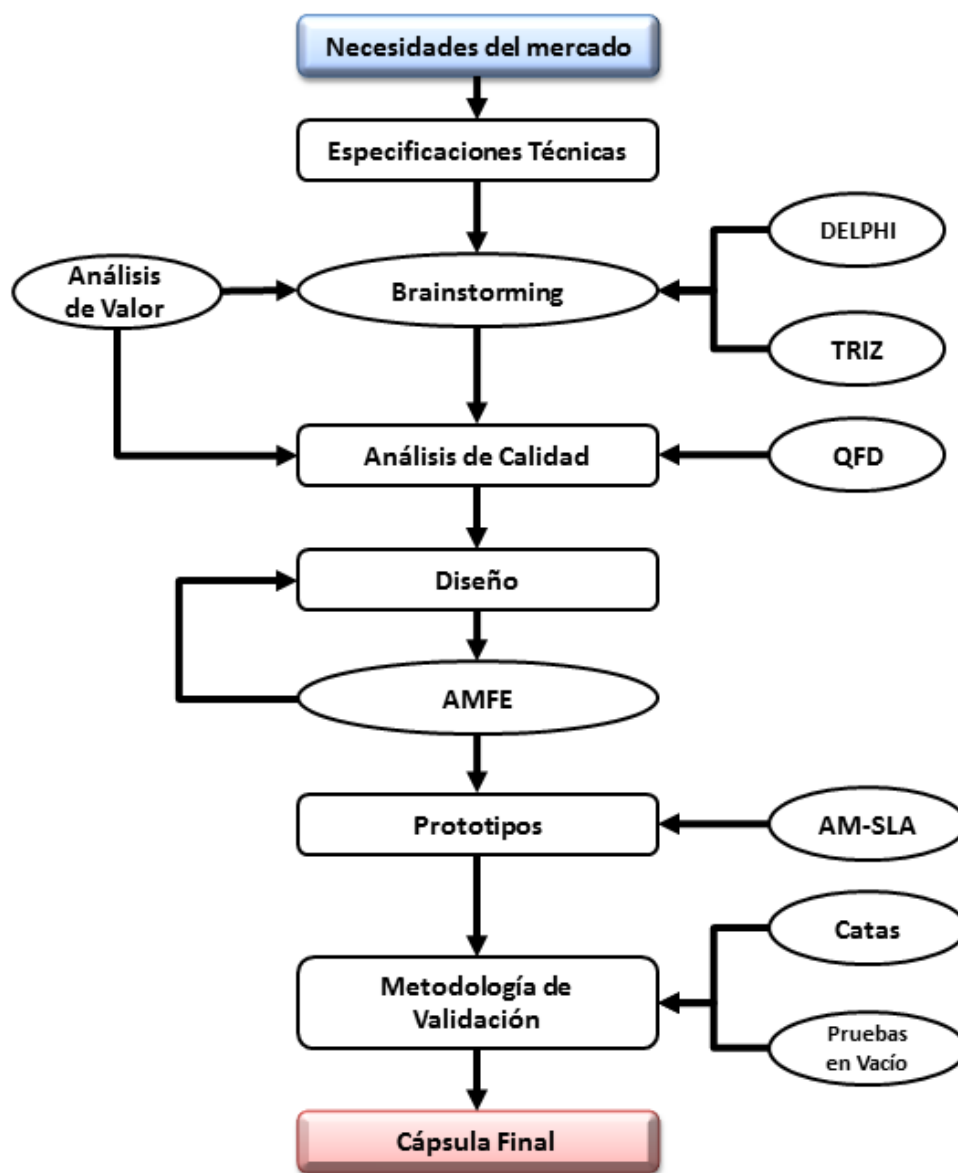 Necesidades del mercado
Especificaciones Técnicas
DELPHI
Análisis
de Valor
Brainstorming
TRIZ
Análisis de Calidad
QFD
Diseño
AMFE
Prototipos
AM-SLA
Catas
Metodología de
Validación
Pruebas
en Vacío
Cápsula Final